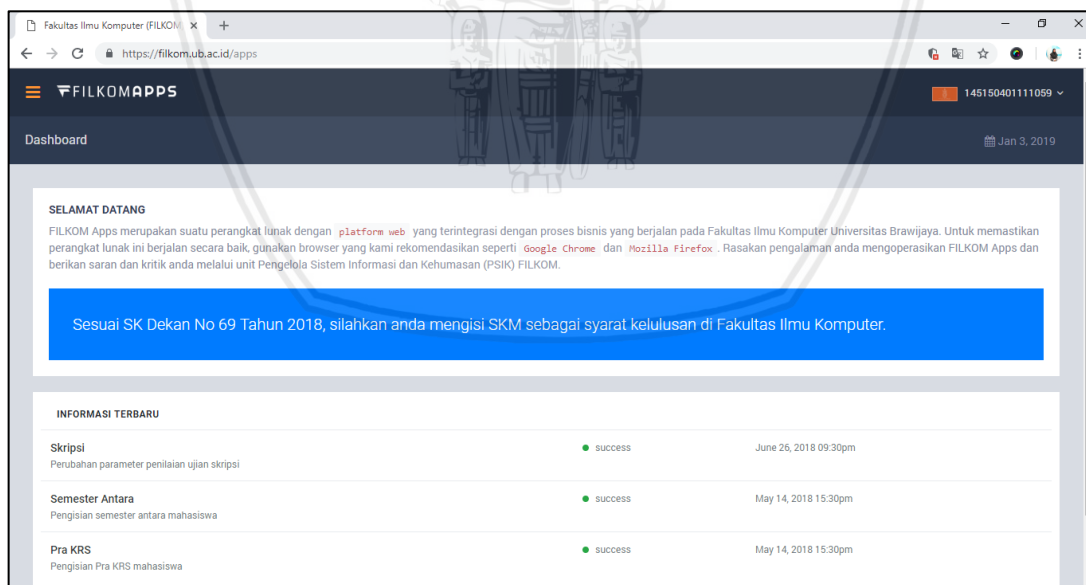 Fakultas Ilmu Komputer (FILKOM
https://filkom.ub.ac.id/apps
FILKOMAPPS
145150401111059
Dashboard
Jan 3, 2019
SELAMAT DATANG
FILKOM Apps merupakan suatu perangkat lunak dengan platform web yang terintegrasi dengan proses bisnis yang berjalan pada Fakultas Ilmu Komputer Universitas Brawijaya. Untuk memastikan
perangkat lunak ini berjalan secara baik, gunakan browser yang kami rekomendasikan seperti Google Chrome dan Mozilla Firefox. Rasakan pengalaman anda mengoperasikan FILKOM Apps dan
berikan saran dan kritik anda melalui unit Pengelola Sistem Informasi dan Kehumasan (PSIK) FILKOM.
Sesuai SK Dekan No 69 Tahun 2018, silahkan anda mengisi SKM sebagai syarat kelulusan di Fakultas Ilmu Komputer.
INFORMASI TERBARU
Skripsi success June 26, 2018 09:30pm
Perubahan parameter penilaian ujian skripsi
Semester Antara success May 14, 2018 15:30pm
Pengisian semester antara mahasiswa
Pra KRS success May 14, 2018 15:30pm
Pengisian Pra KRS mahasiswa